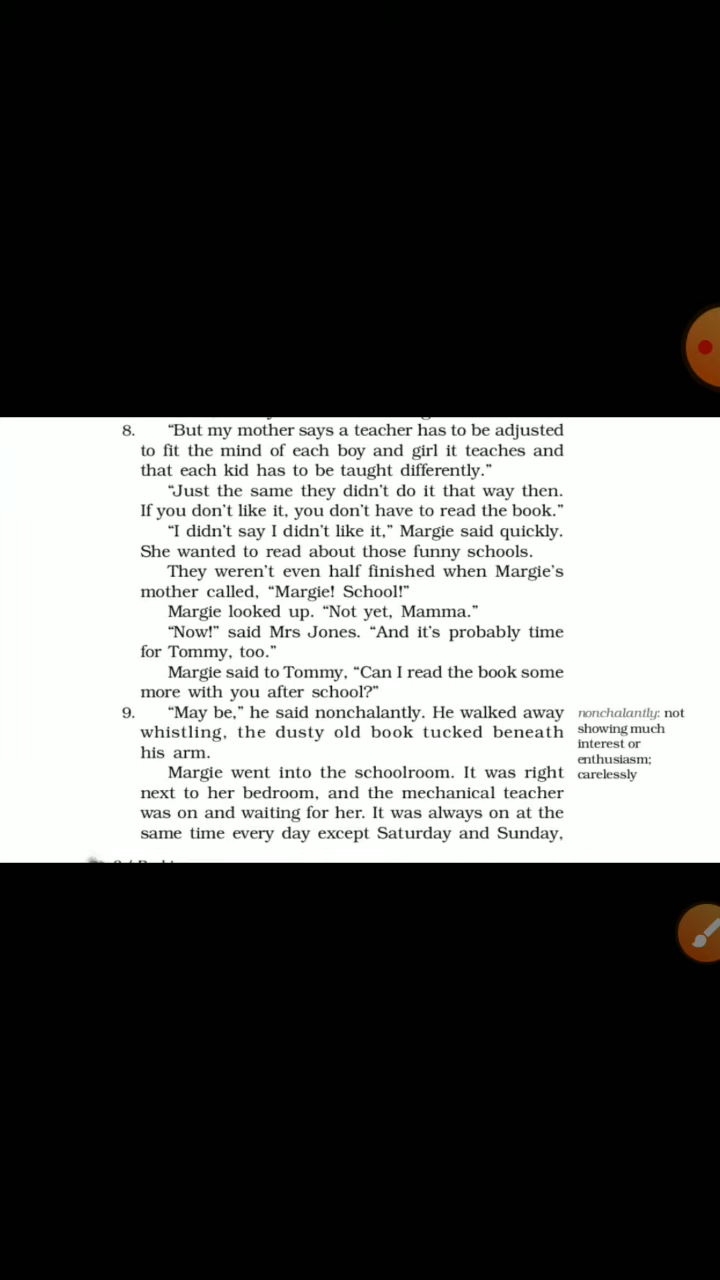 8. “But my mother says a teacher has to be adjusted
to fit the mind of each boy and girl it teaches and
that each kid has to be taught differently.”
“Just the same they didn’t do it that way then.
If you don’t like it, you don’t have to read the book.”
“I didn’t say I didn’t like it,” Margie said quickly.
She wanted to read about those funny schools.
They weren’t even half finished when Margie’s
mother called, “Margie! School!”
Margie looked up. “Not yet, Mamma.”
“Now!” said Mrs Jones. “And it’s probably time
for Tommy, too.”
Margie said to Tommy, “Can I read the book some
more with you after school?”
9. “May be,” he said nonchalantly. He walked away
whistling, the dusty old book tucked beneath
his arm.
nonchalantly: not
showing much
interest or
enthusiasm;
carelessly
Margie went into the schoolroom. It was right
next to her bedroom, and the mechanical teacher
was on and waiting for her. It was always on at the
same time every day except Saturday and Sunday,